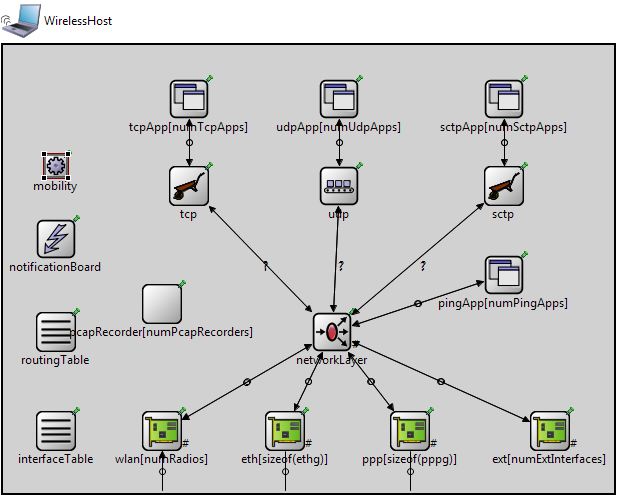 WirelessHost
tcpApp[numTcpApps]
udpApp[numUdpApps]
sctpApp[numSctpApps]
mobility
tcp
udp
sctp
notificationBoard
?
?
?
pingApp[numPingApps]
pcapRecorder[numPcapRecorders]
routingTable
networkLayer
#
#
#
#
interfaceTable
wlan[numRadios]
eth[sizeof(ethg)]
ppp[sizeof(pppg)]
ext[numExtInterfaces]